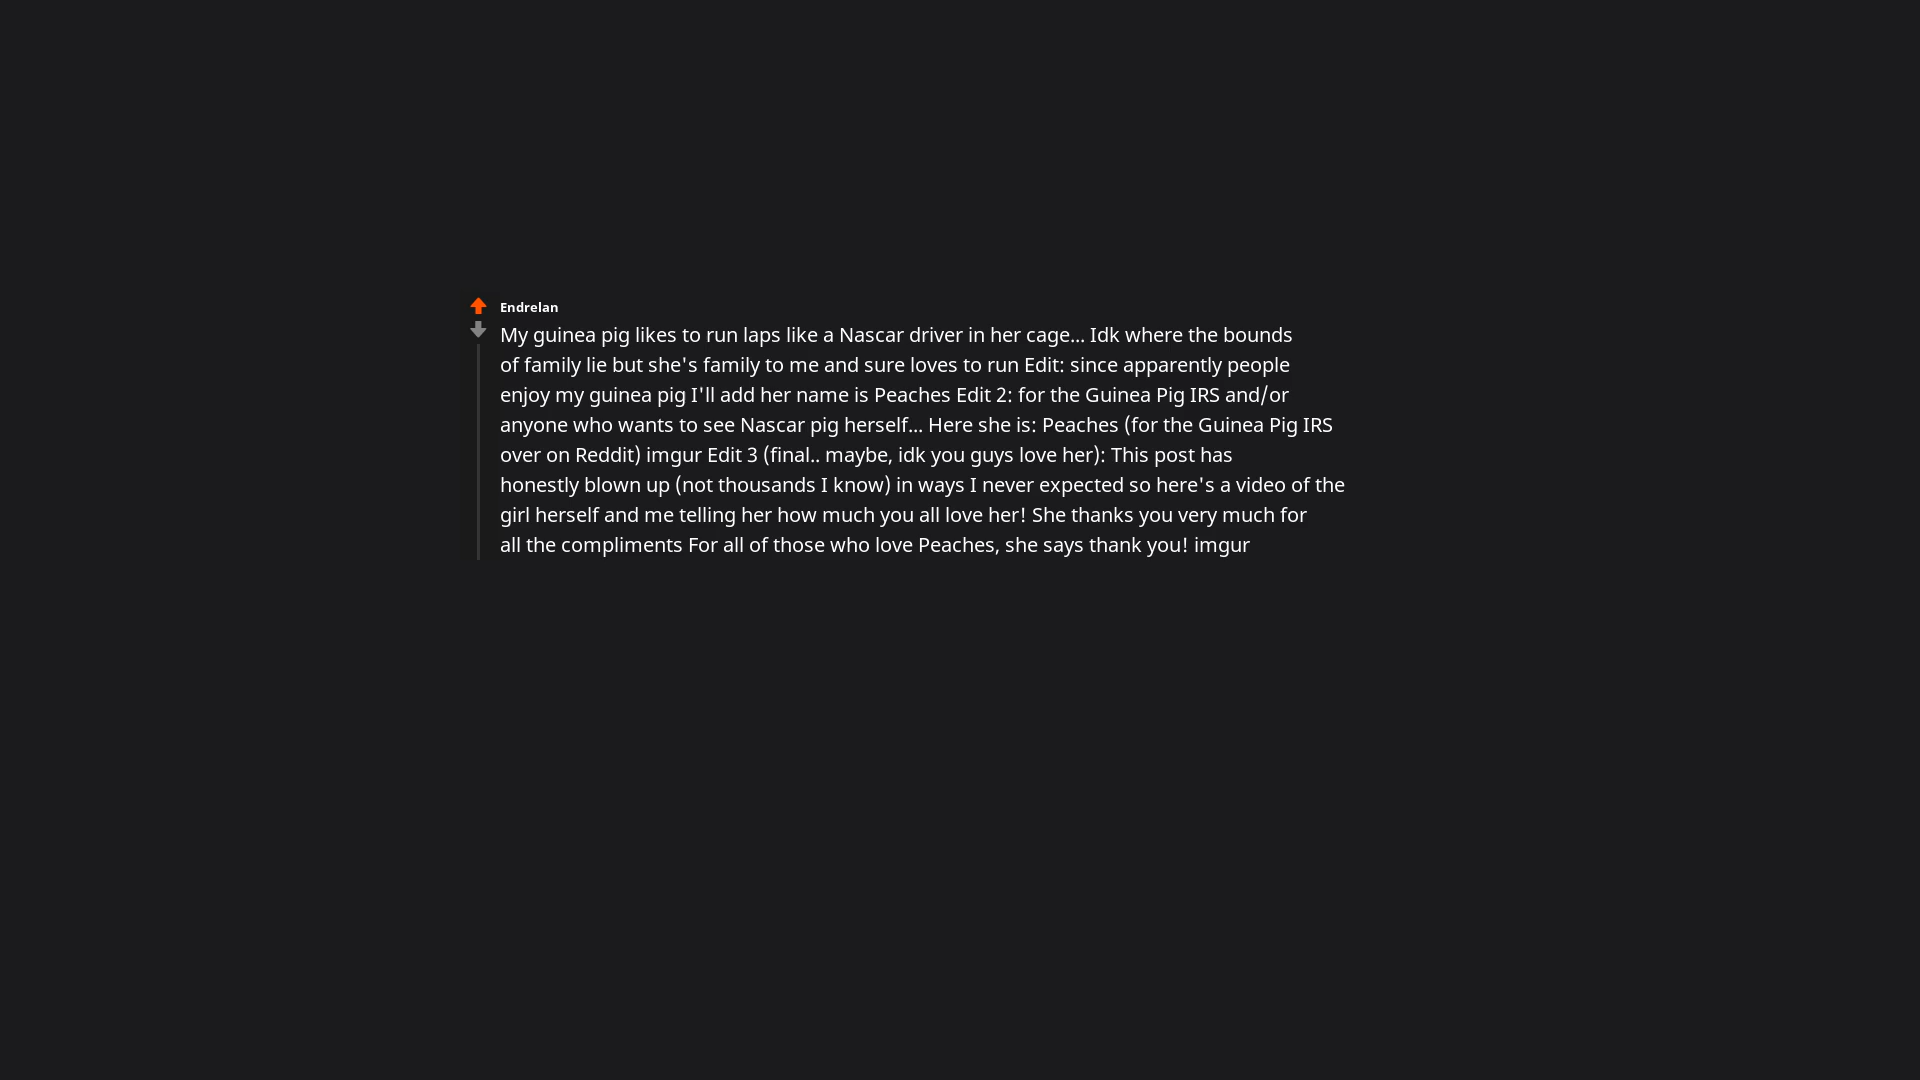 Endrelan
My guinea pig likes to run laps like a Nascar driver in her cage... Idk where the bounds
of family lie but she's family to me and sure loves to run Edit: since apparently people
enjoy my guinea pig I'll add her name is Peaches Edit 2: for the Guinea Pig IRS and/or
anyone who wants to see Nascar pig herself... Here she is: Peaches (for the Guinea Pig IRS
over on Reddit) imgur Edit 3 (final.. maybe, idk you guys love her): This post has
honestly blown up (not thousands I know) in ways I never expected so here's a video of the
girl herself and me telling her how much you all love her! She thanks you very much for
all the compliments For all of those who love Peaches, she says thank you! imgur